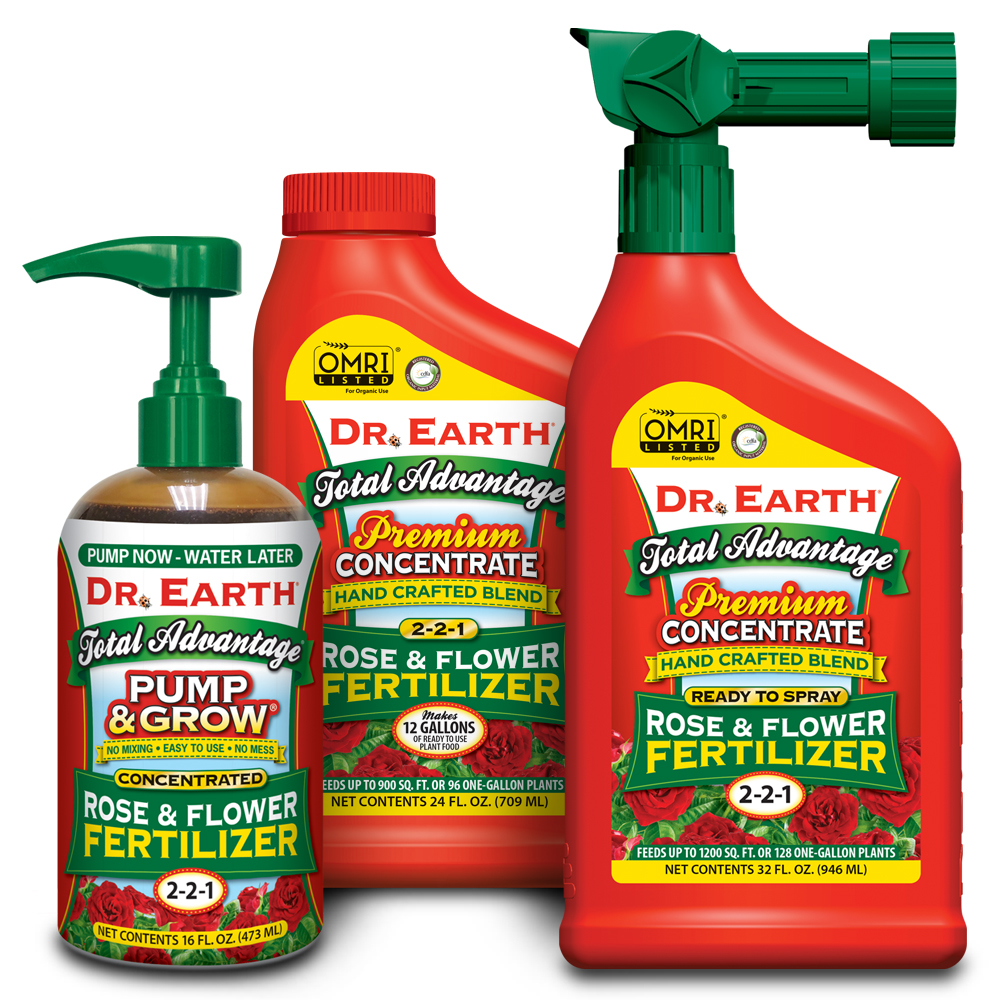 PUMP NOW - WATER LATER
DR. EARTH®
Total Advantage®
PUMP
& GROW®
NO MIXING • EASY TO USE • NO MESS
CONCENTRATED
ROSE & FLOWER
FERTILIZER
2-2-1
NET CONTENTS 16 FL. OZ. (473 ML)
OMRI®
LISTED
For Organic Use
DR. EARTH®
Total Advantage
Premium
CONCENTRATE
HAND CRAFTED BLEND
2-2-1
ROSE & FLOWER
FERTILIZER
Makes
12 GALLONS
OF READY TO USE
PLANT FOOD
EEDS UP TO 900 SQ. FT. OR 96 ONE-GALLON PLANTS
NET CONTENTS 24 FL. OZ. (709 ML)
OMRI®
LISTED
For Organic Use
DR. EARTH®
Total Advantage®
Premium
CONCENTRATE
HAND CRAFTED BLEND
READY TO SPRAY
ROSE & FLOWER
FERTILIZER
2-2-1
FEEDS UP TO 1200 SQ. FT. OR 128 ONE-GALLON PLANTS
NET CONTENTS 32 FL. OZ. (946 ML)